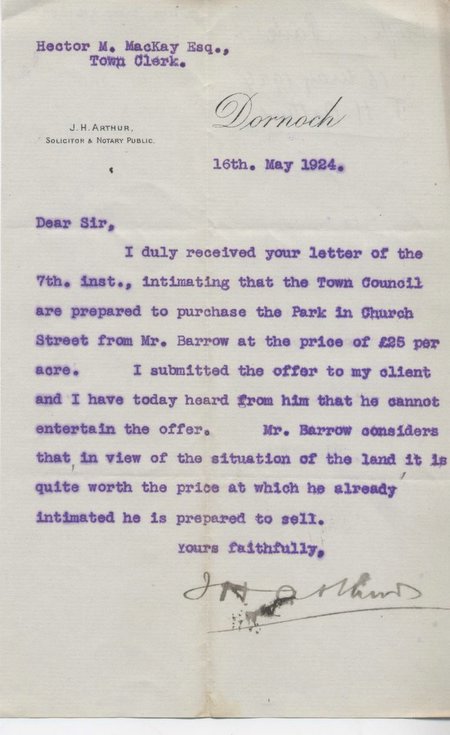 Hector M. MacKay Esq.,
Town Clerk.
Dornoch
J. H. ARTHUR,
SOLICITOR & NOTARY PUBLIC.
16th. May 1924.
Dear Sir,
I duly received your letter of the
7th. inst., intimating that the Town Council
are prepared to purchase the Park in Church
Street from Mr. Barrow at the price of £25 per
acre. I submitted the offer to my client
and I have today heard from him that he cannot
entertain the offer. Mr. Barrow considers
that, in view of the situation of the land, it is
quite worth the price at which he already
intimated he is prepared to sell.
Yours faithfully,
J H Arthur